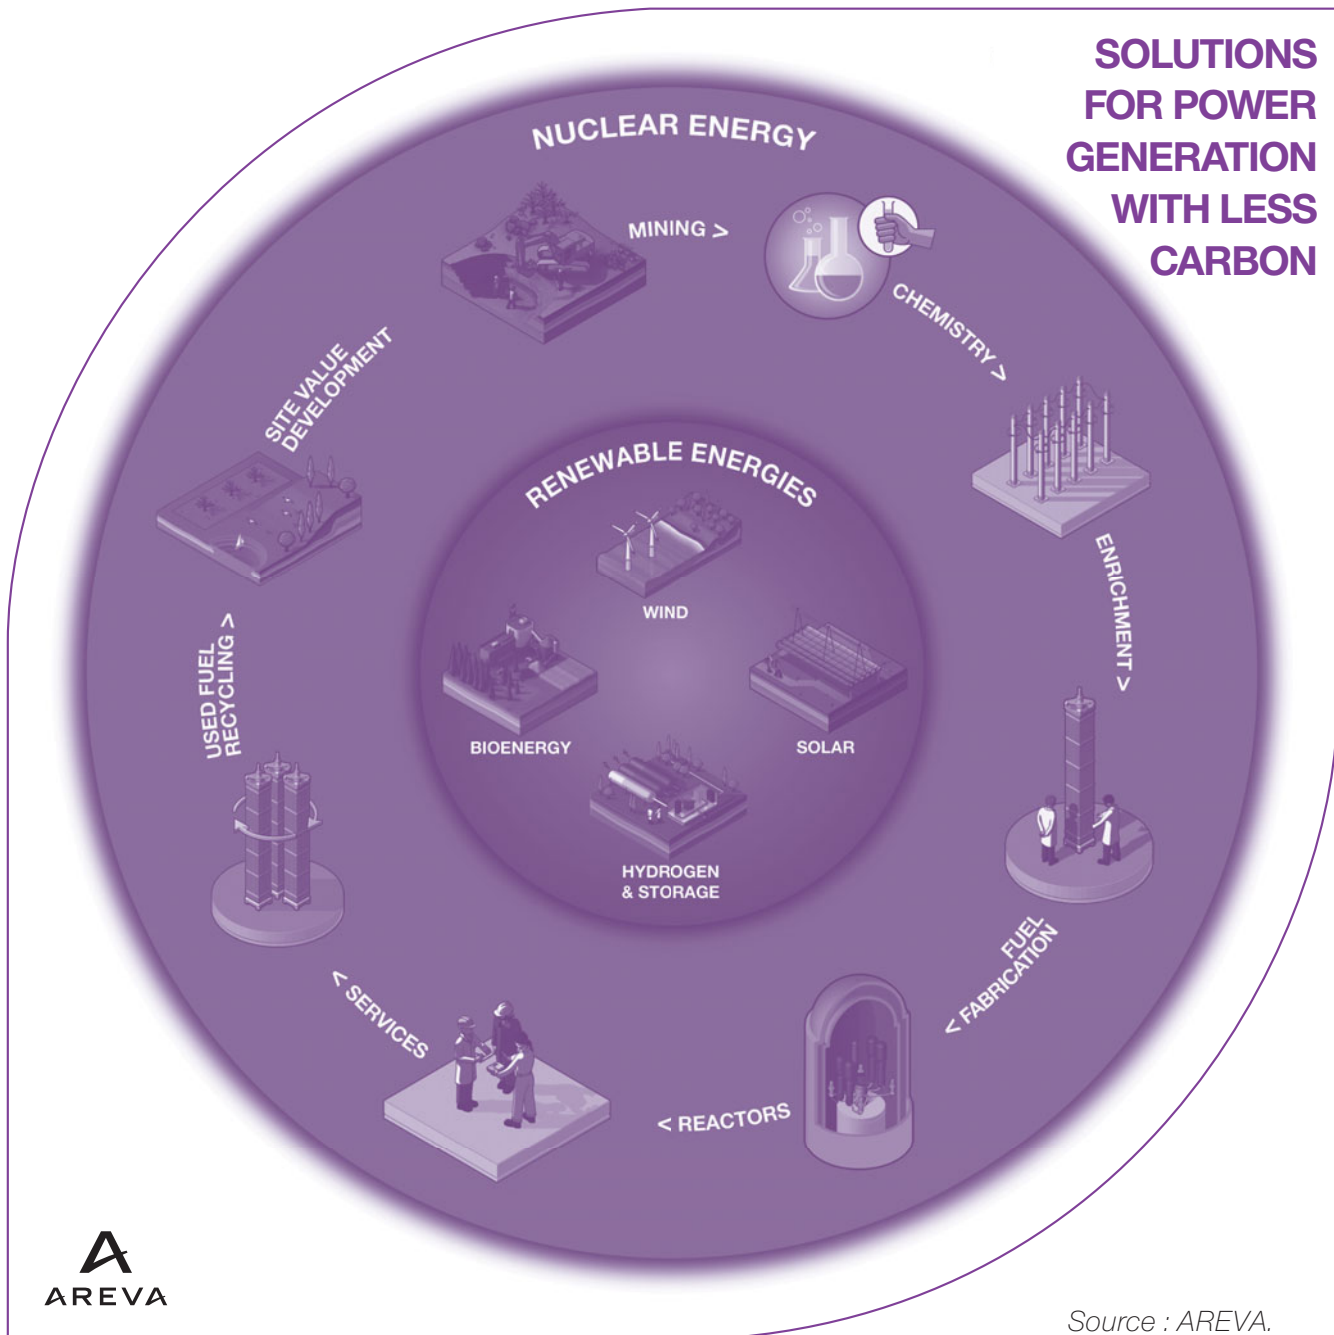 SOLUTIONS
FOR POWER
GENERATION
WITH LESS
CARBON
NUCLEAR ENERGY
MINING >
CHEMISTRY >
ENRICHMENT >
FUEL
< FABRICATION
< REACTORS
< SERVICES
USED FUEL
RECYCLING >
SITE VALUE
DEVELOPMENT
RENEWABLE ENERGIES
WIND
SOLAR
HYDROGEN
& STORAGE
BIOENERGY
A
AREVA
Source : AREVA.